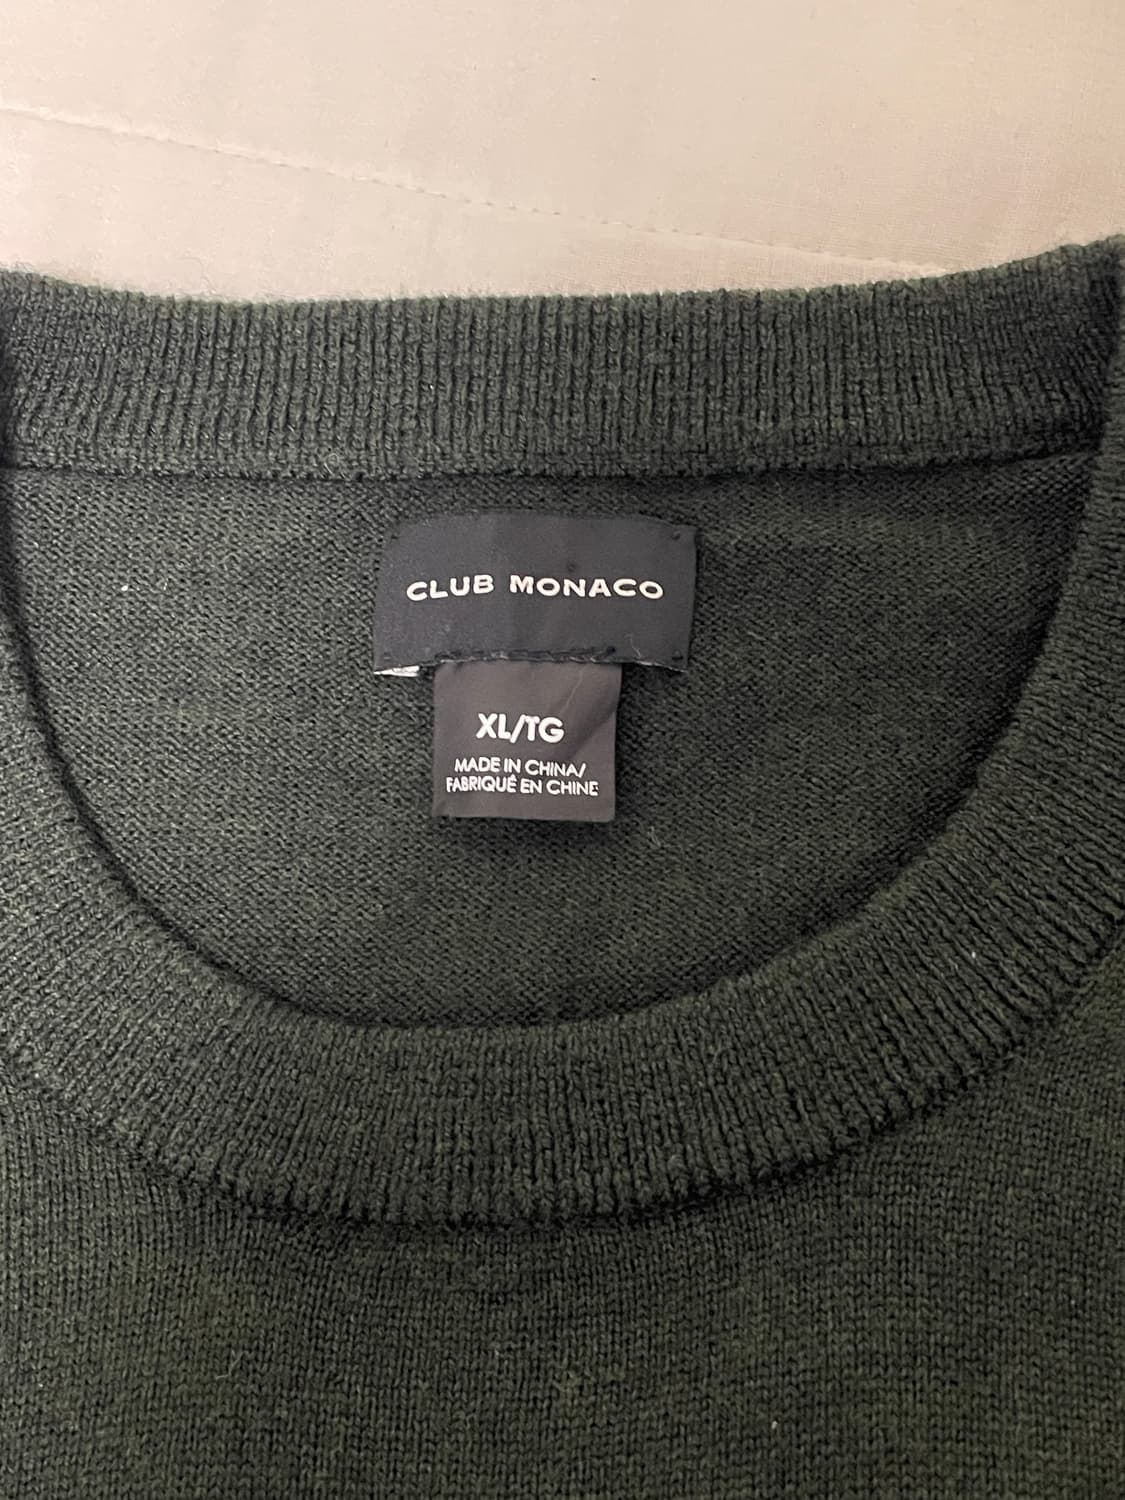 CLUB MONACO
XL/TG
MADE IN CHINA/
FABRIQUÉ EN CHINE